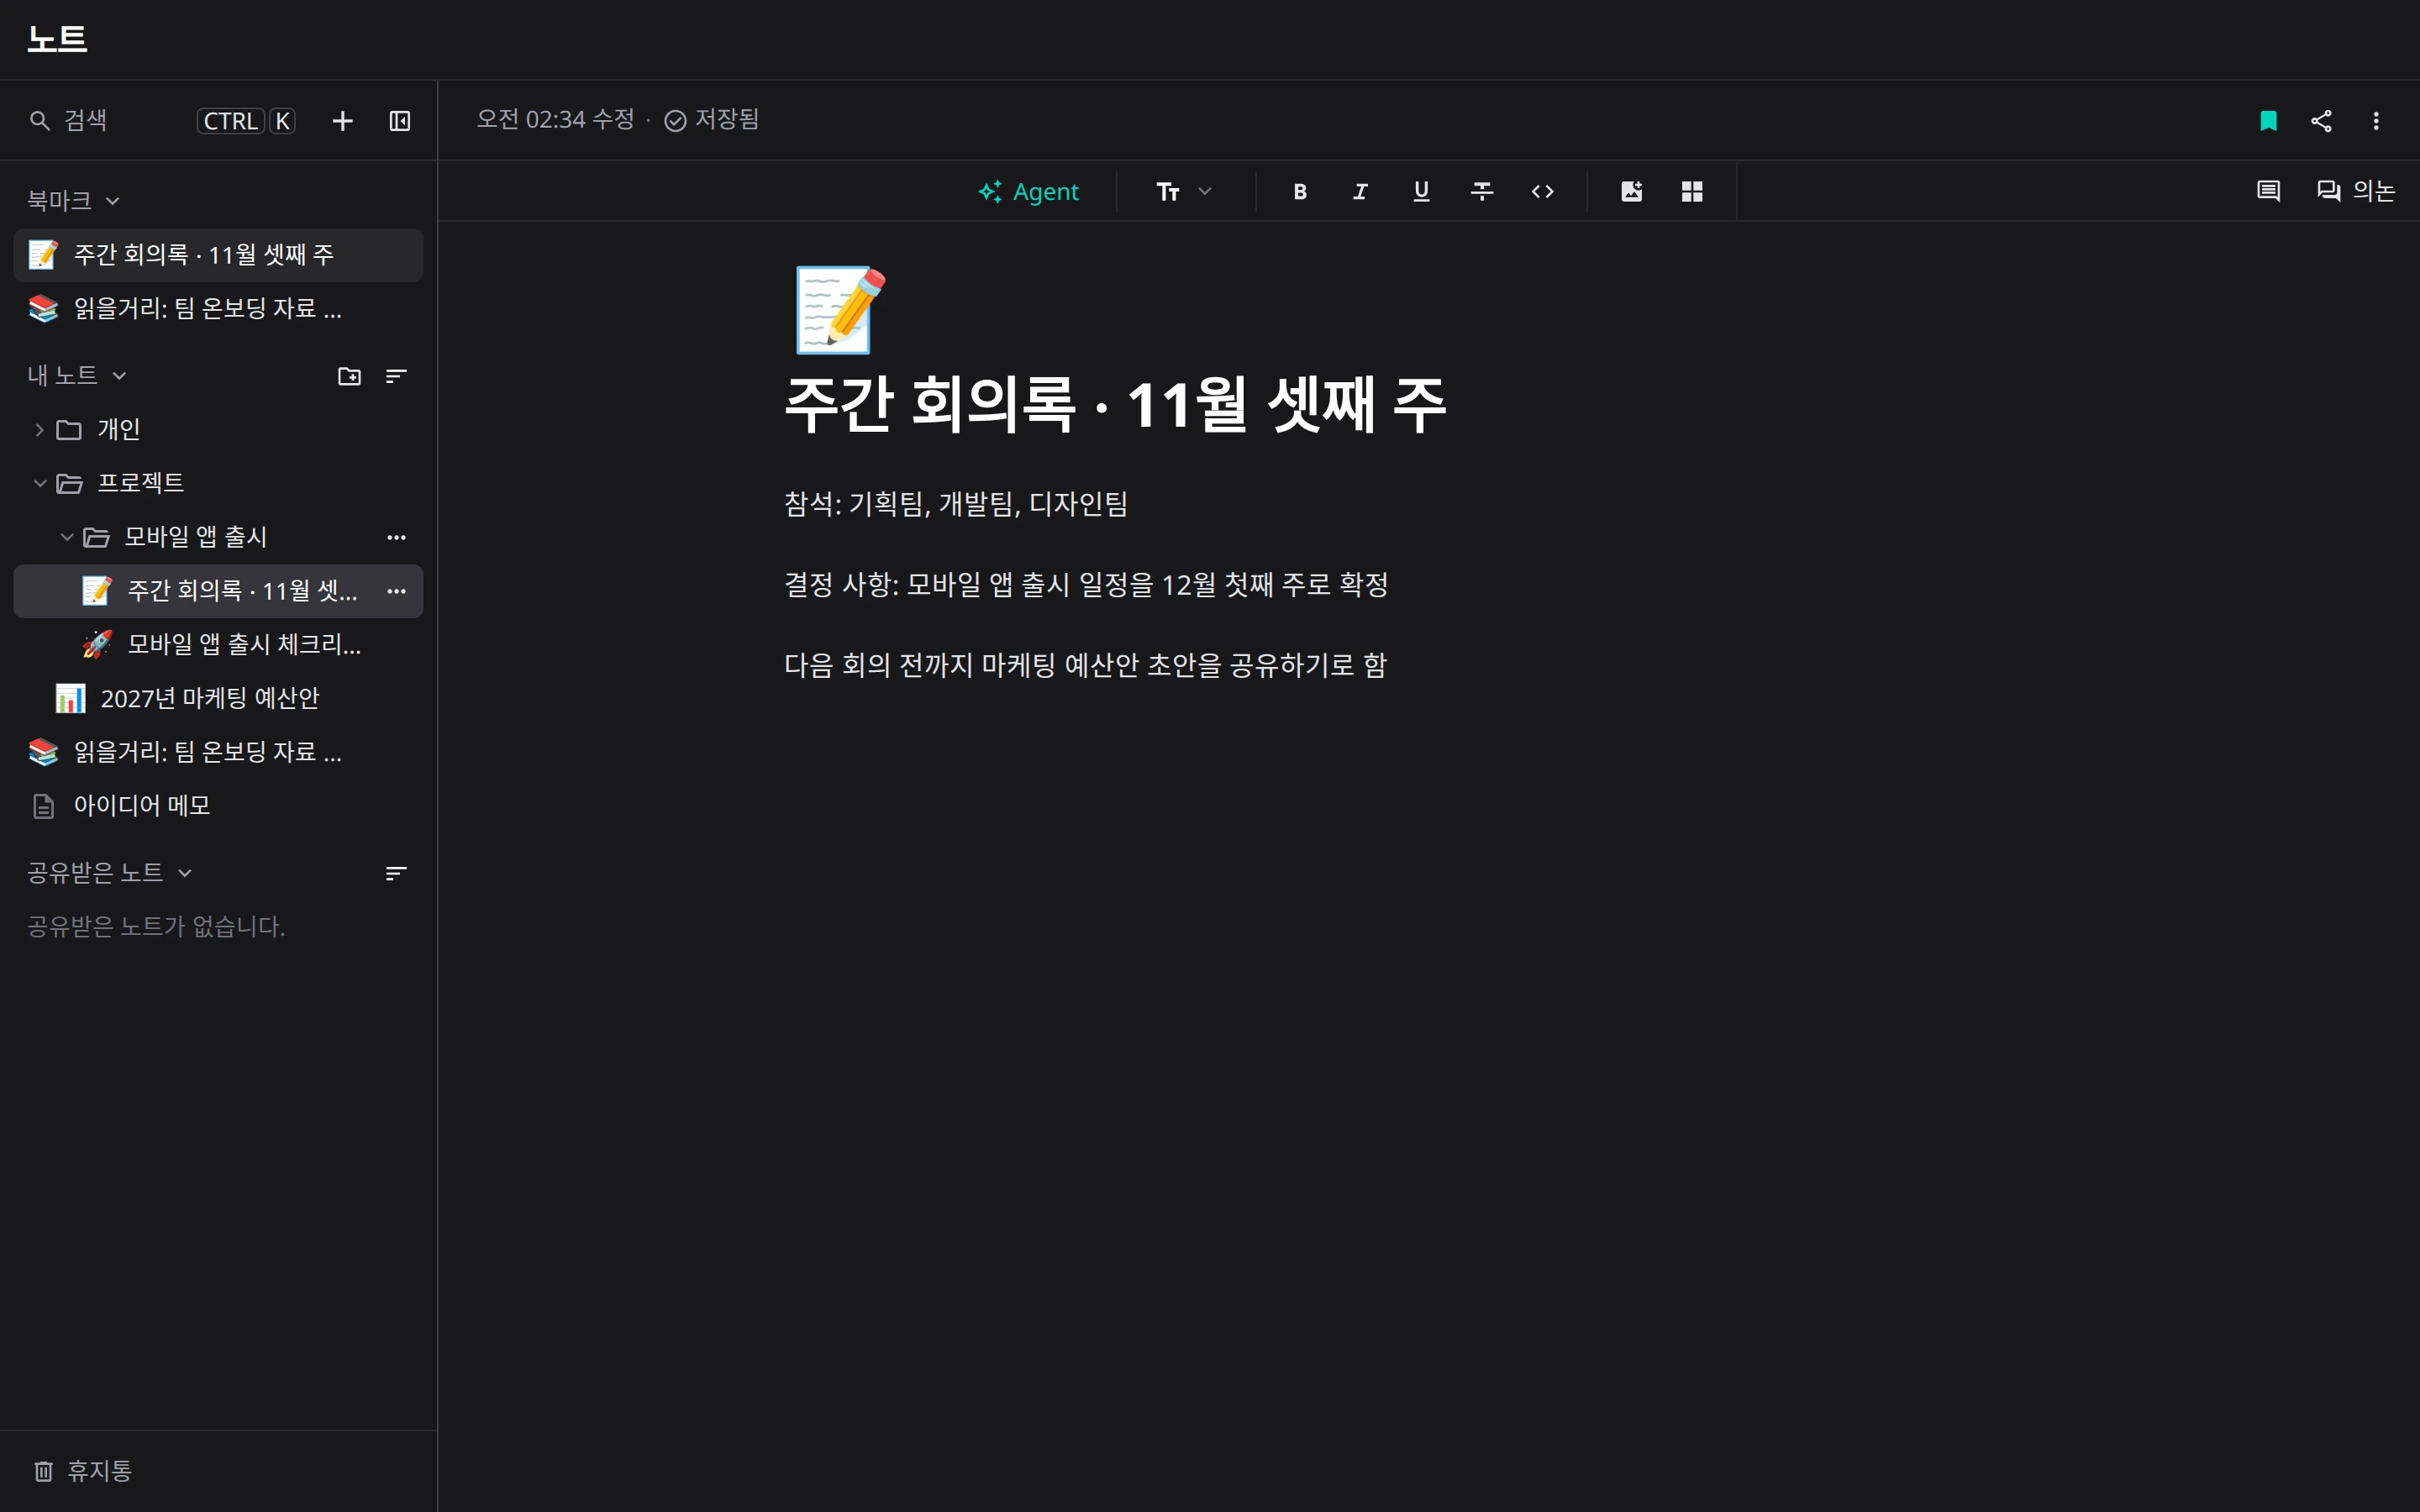 노트
검색 CTRL K
오전 02:34 수정 · 저장됨
Agent
의논
북마크
주간 회의록 · 11월 셋째 주
읽을거리: 팀 온보딩 자료 ...
내 노트
개인
프로젝트
모바일 앱 출시
주간 회의록 · 11월 셋...
모바일 앱 출시 체크리...
2027년 마케팅 예산안
읽을거리: 팀 온보딩 자료 ...
아이디어 메모
공유받은 노트
공유받은 노트가 없습니다.
휴지통
주간 회의록 · 11월 셋째 주
참석: 기획팀, 개발팀, 디자인팀
결정 사항: 모바일 앱 출시 일정을 12월 첫째 주로 확정
다음 회의 전까지 마케팅 예산안 초안을 공유하기로 함